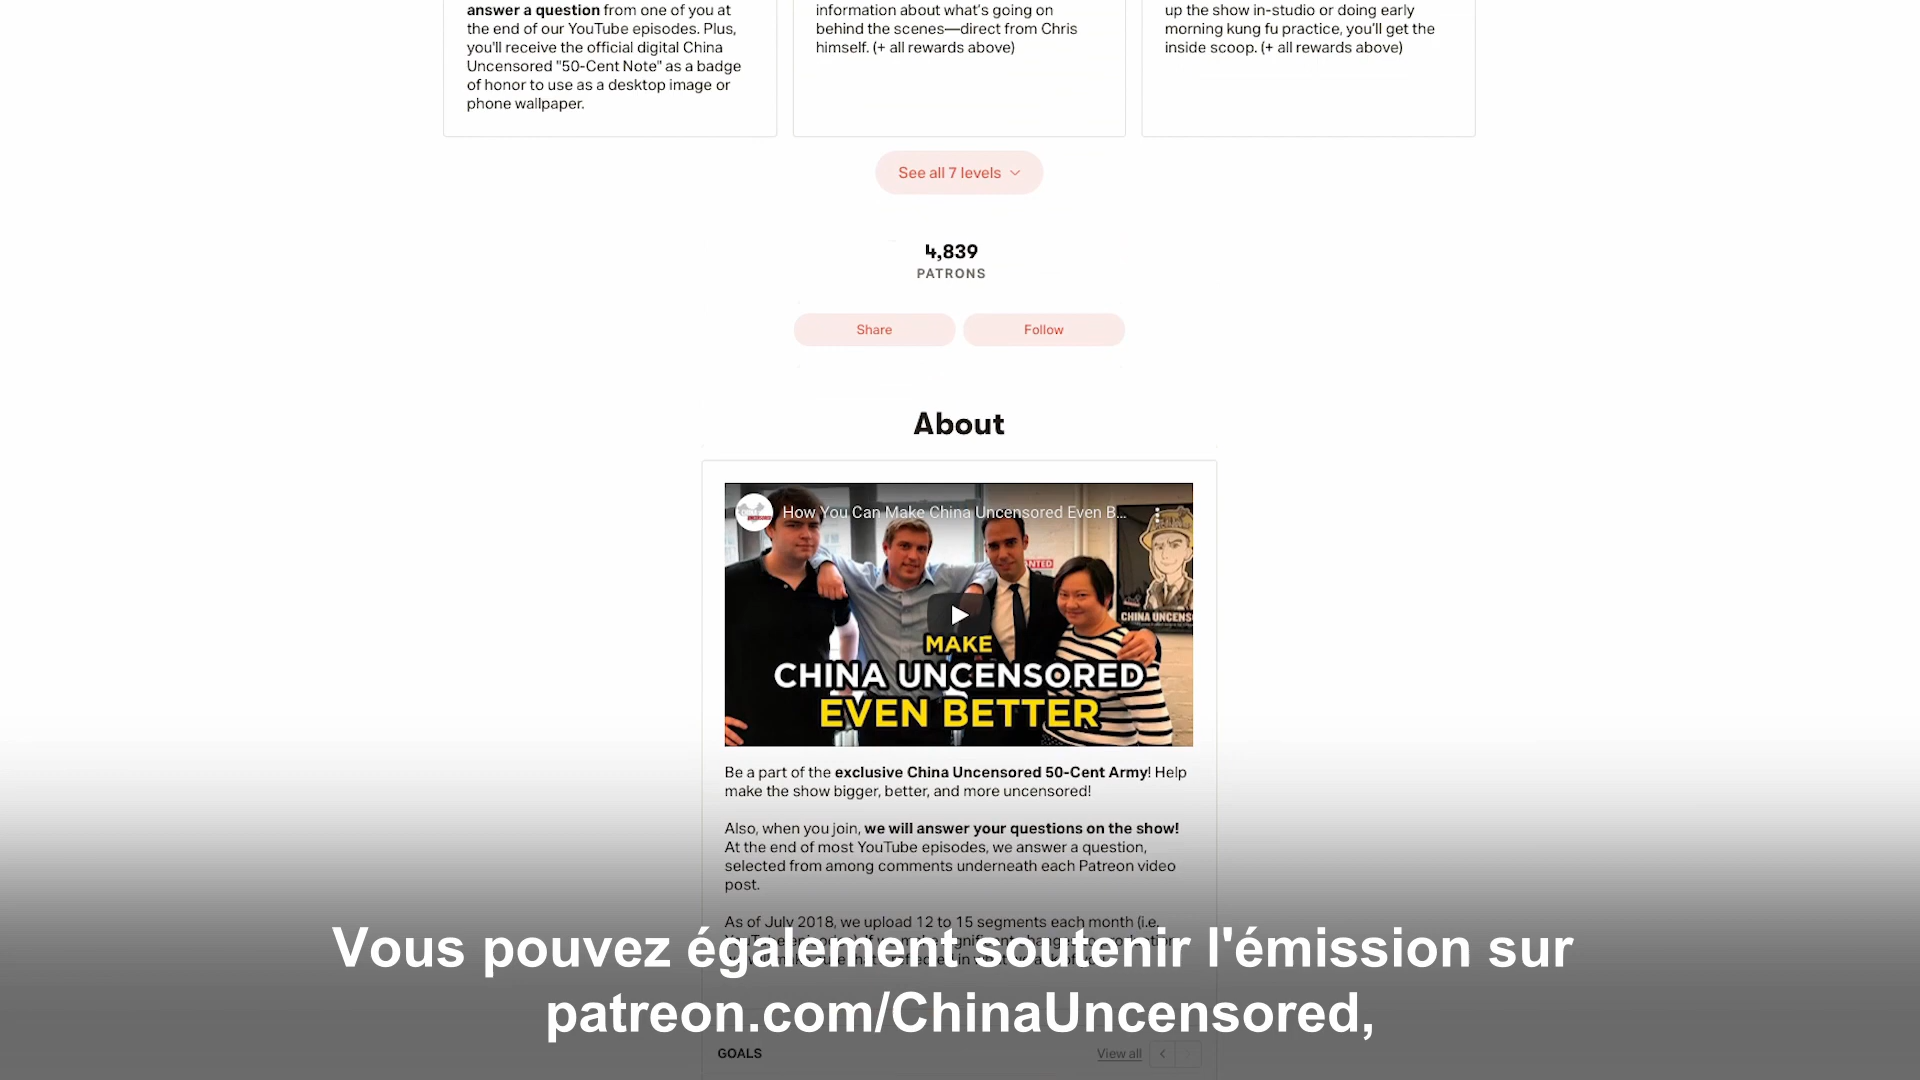 answer a question from one of you at
the end of our YouTube episodes. Plus,
you'll receive the official digital China
Uncensored "50-Cent Note" as a badge
of honor to use as a desktop image or
phone wallpaper.
information about what's going on
behind the scenes—direct from Chris
himself. (+ all rewards above)
up the show in-studio or doing early
morning kung fu practice, you'll get the
inside scoop. (+ all rewards above)
See all 7 levels
4,839
PATRONS
Share
Follow
About
How You Can Make China Uncensored Even B...
CHINA UNCENS
MAKE
CHINA UNCENSORED
EVEN BETTER
Be a part of the exclusive China Uncensored 50-Cent Army! Help
make the show bigger, better, and more uncensored!
Also, when you join, we will answer your questions on the show!
At the end of most YouTube episodes, we answer a question,
selected from among comments underneath each Patreon video
post.
As of July 2018, we upload 12 to 15 segments each month (i.e.
Vous pouvez également soutenir l'émission sur
patreon.com/ChinaUncensored,
GOALS
View all